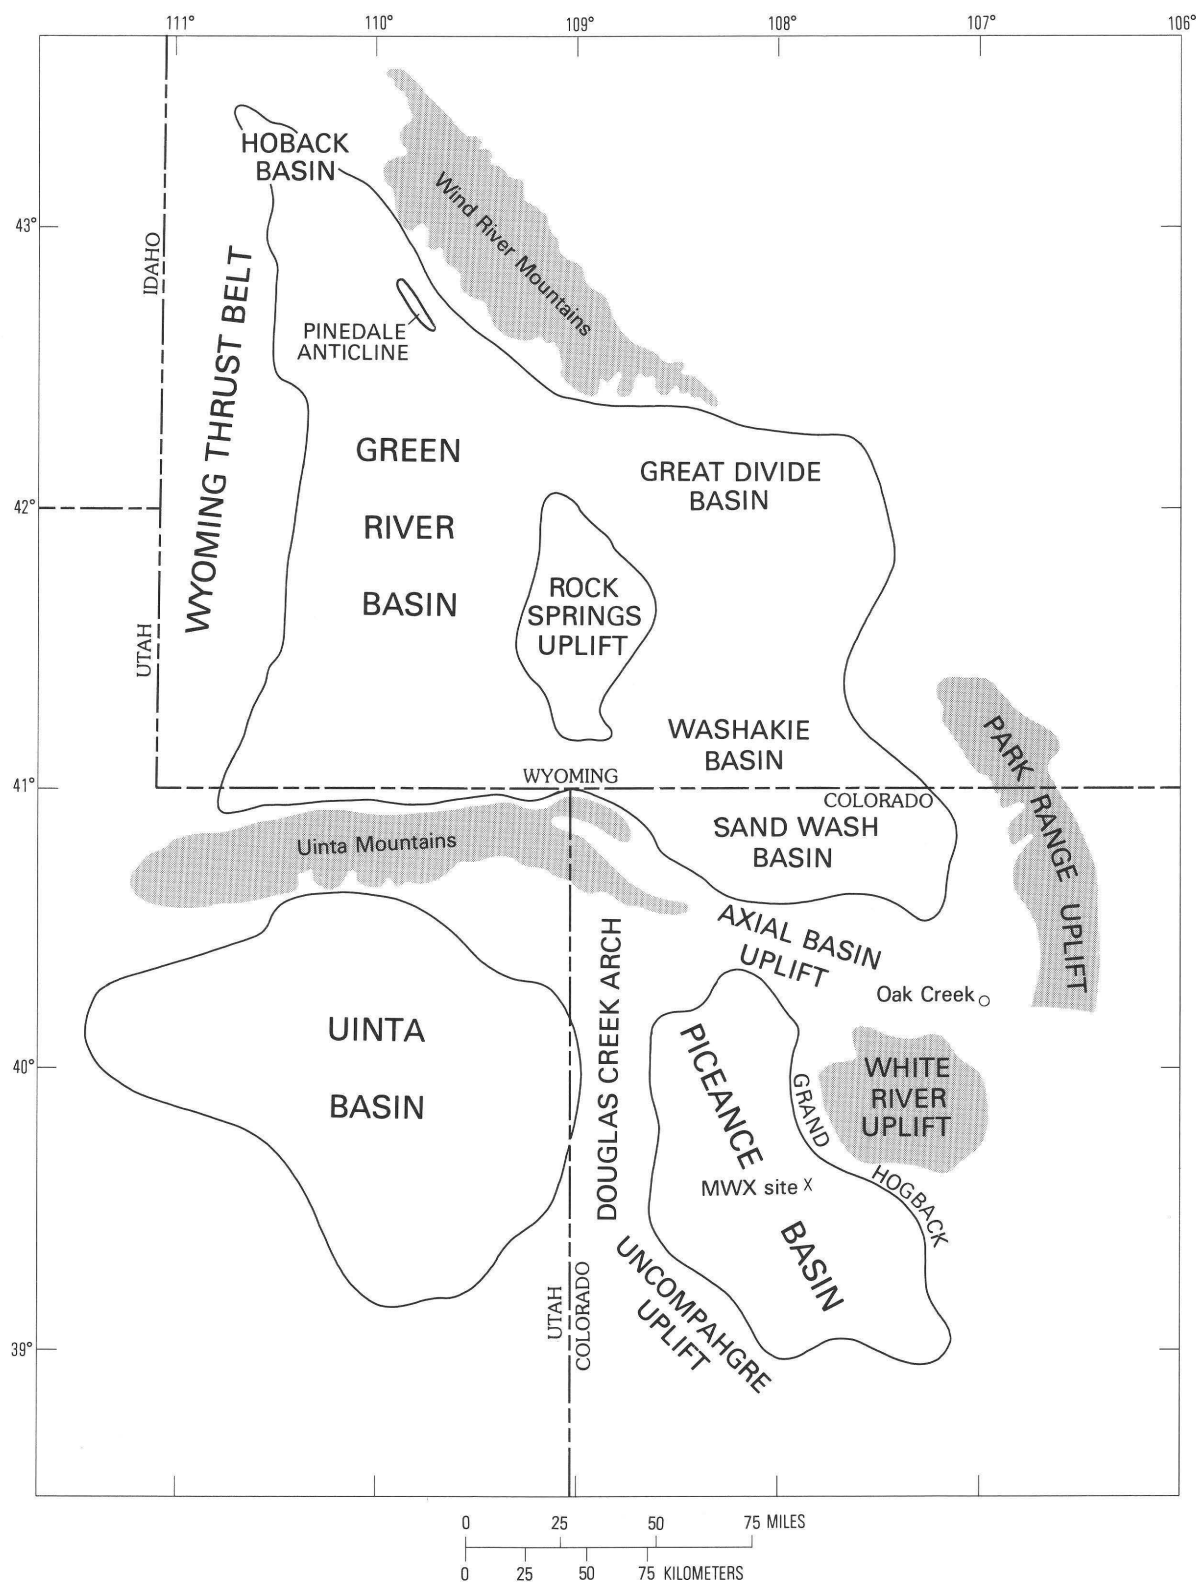 111° 110° 109° 108° 107° 106°
HOBACK
BASIN
Wind River Mountains
43°
IDAHO
WYOMING THRUST BELT
PINEDALE
ANTICLINE
GREEN
RIVER
BASIN
GREAT DIVIDE
BASIN
42°
ROCK
SPRINGS
UPLIFT
UTAH
WASHAKIE
BASIN
PARK RANGE UPLIFT
41°
WYOMING
COLORADO
SAND WASH
BASIN
Uinta Mountains
AXIAL BASIN
UPLIFT
DOUGLAS CREEK ARCH
Oak Creek
UINTA
BASIN
40°
PICEANCE
BASIN
GRAND
HOGBACK
WHITE
RIVER
UPLIFT
MWX site X
UNCOMPAHGRE
UPLIFT
UTAH
COLORADO
39°
0 25 50 75 MILES
0 25 50 75 KILOMETERS